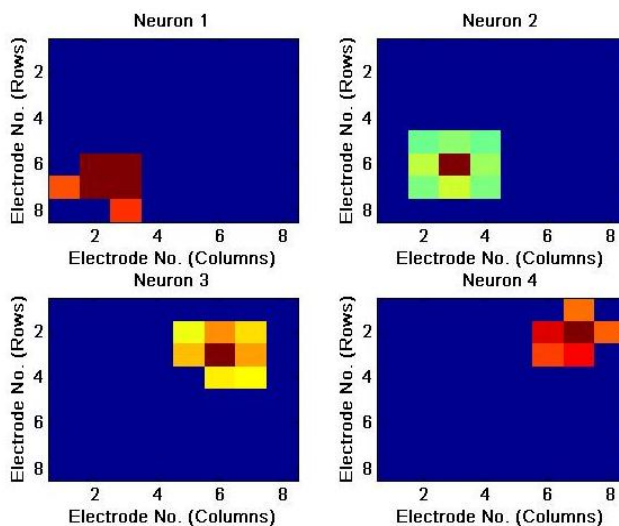 Neuron 1
Neuron 2
Electrode No. (Rows)
2
4
6
8
2 4 6 8
Electrode No. (Columns)
Electrode No. (Rows)
2
4
6
8
2 4 6 8
Electrode No. (Columns)
Neuron 3
Neuron 4
Electrode No. (Rows)
2
4
6
8
2 4 6 8
Electrode No. (Columns)
Electrode No. (Rows)
2
4
6
8
2 4 6 8
Electrode No. (Columns)